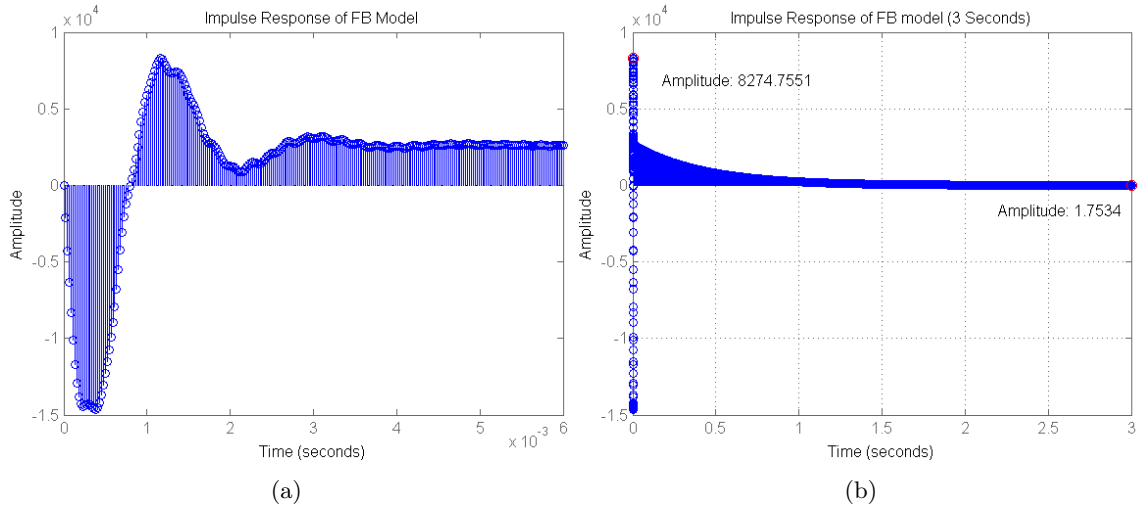 Impulse Response of FB Model
x 10^4
1
0.5
0
-0.5
-1
-1.5
Amplitude
0 1 2 3 4 5 6
x 10^-3
Time (seconds)
(a)
Impulse Response of FB model (3 Seconds)
x 10^4
1
0.5
0
-0.5
-1
-1.5
Amplitude
Amplitude: 8274.7551
Amplitude: 1.7534
0 0.5 1 1.5 2 2.5 3
Time (seconds)
(b)